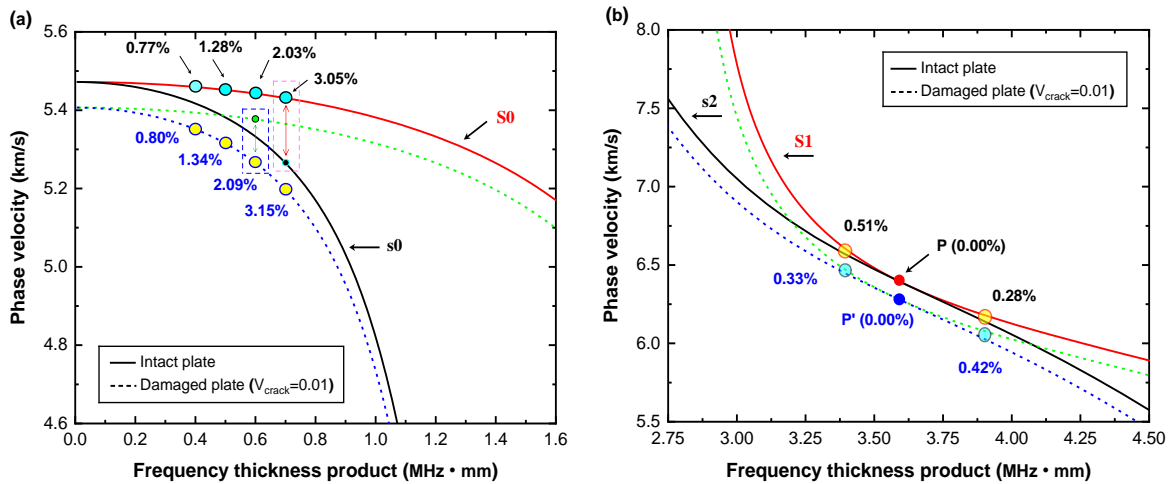 (a)
5.6
5.4
5.2
5.0
4.8
4.6
Phase velocity (km/s)
0.77%
1.28%
2.03%
3.05%
S0
0.80%
1.34%
2.09%
3.15%
s0
Intact plate
Damaged plate (V_crack=0.01)
0.0 0.2 0.4 0.6 0.8 1.0 1.2 1.4 1.6
Frequency thickness product (MHz • mm)
(b)
8.0
7.5
7.0
6.5
6.0
5.5
Phase velocity (km/s)
Intact plate
Damaged plate (V_crack=0.01)
s2
S1
0.51%
P (0.00%)
0.33%
0.28%
P' (0.00%)
0.42%
2.75 3.00 3.25 3.50 3.75 4.00 4.25 4.50
Frequency thickness product (MHz • mm)